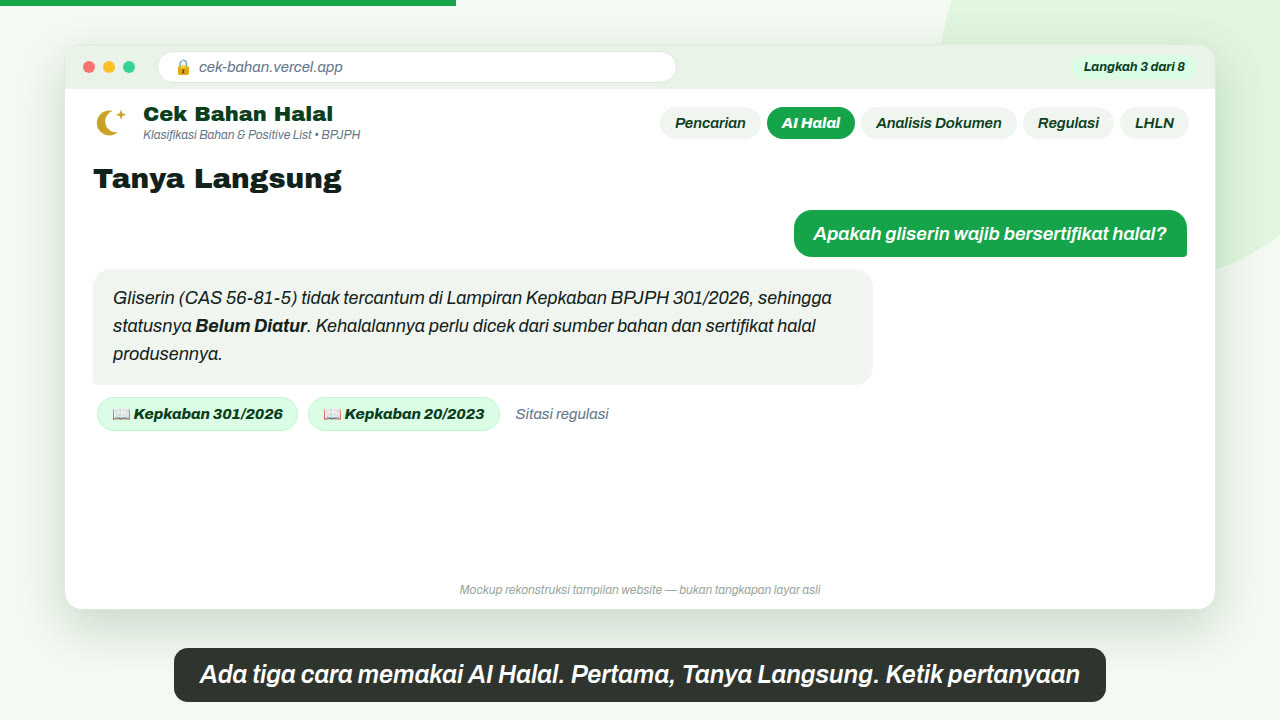 🔒 cek-bahan.vercel.app
Langkah 3 dari 8
Cek Bahan Halal
Klasifikasi Bahan & Positive List • BPJPH
Pencarian
AI Halal
Analisis Dokumen
Regulasi
LHLN
Tanya Langsung
Apakah gliserin wajib bersertifikat halal?
Gliserin (CAS 56-81-5) tidak tercantum di Lampiran Kepkaban BPJPH 301/2026, sehingga
statusnya Belum Diatur. Kehalalannya perlu dicek dari sumber bahan dan sertifikat halal
produsennya.
📖 Kepkaban 301/2026
📖 Kepkaban 20/2023
Sitasi regulasi
Mockup rekonstruksi tampilan website — bukan tangkapan layar asli
Ada tiga cara memakai AI Halal. Pertama, Tanya Langsung. Ketik pertanyaan